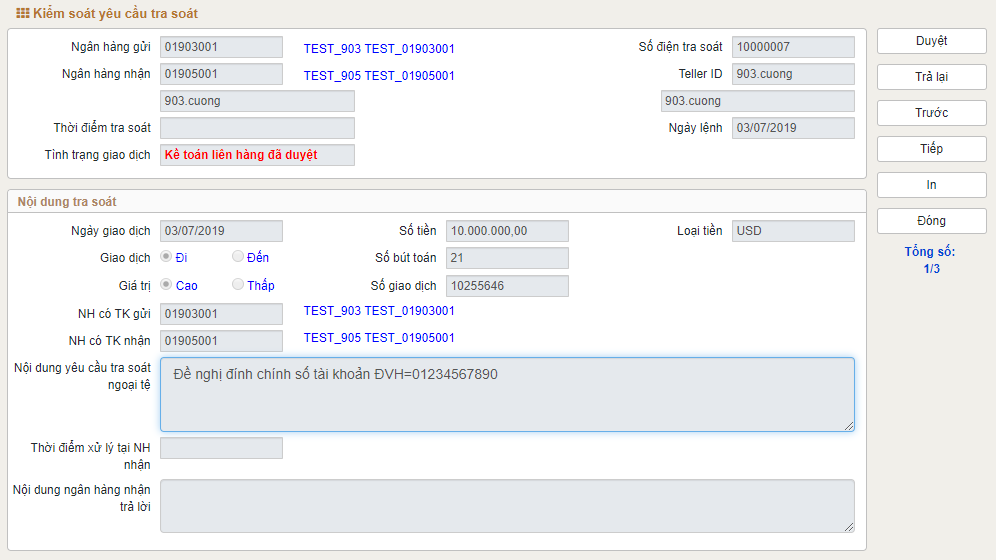 Kiểm soát yêu cầu tra soát
Ngân hàng gửi 01903001 TEST_903 TEST_01903001 Số điện tra soát 10000007
Ngân hàng nhận 01905001 TEST_905 TEST_01905001 Teller ID 903.cuong
903.cuong 903.cuong
Thời điểm tra soát Ngày lệnh 03/07/2019
Tình trạng giao dịch Kế toán liên hàng đã duyệt
Nội dung tra soát
Ngày giao dịch 03/07/2019 Số tiền 10.000.000,00 Loại tiền USD
Giao dịch Đi Đến Số bút toán 21
Giá trị Cao Thấp Số giao dịch 10255646
NH có TK gửi 01903001 TEST_903 TEST_01903001
NH có TK nhận 01905001 TEST_905 TEST_01905001
Nội dung yêu cầu tra soát
ngoại tệ
Đề nghị đính chính số tài khoản ĐVH=01234567890
Thời điểm xử lý tại NH
nhận
Nội dung ngân hàng nhận
trả lời
Duyệt
Trả lại
Trước
Tiếp
In
Đóng
Tổng số:
1/3